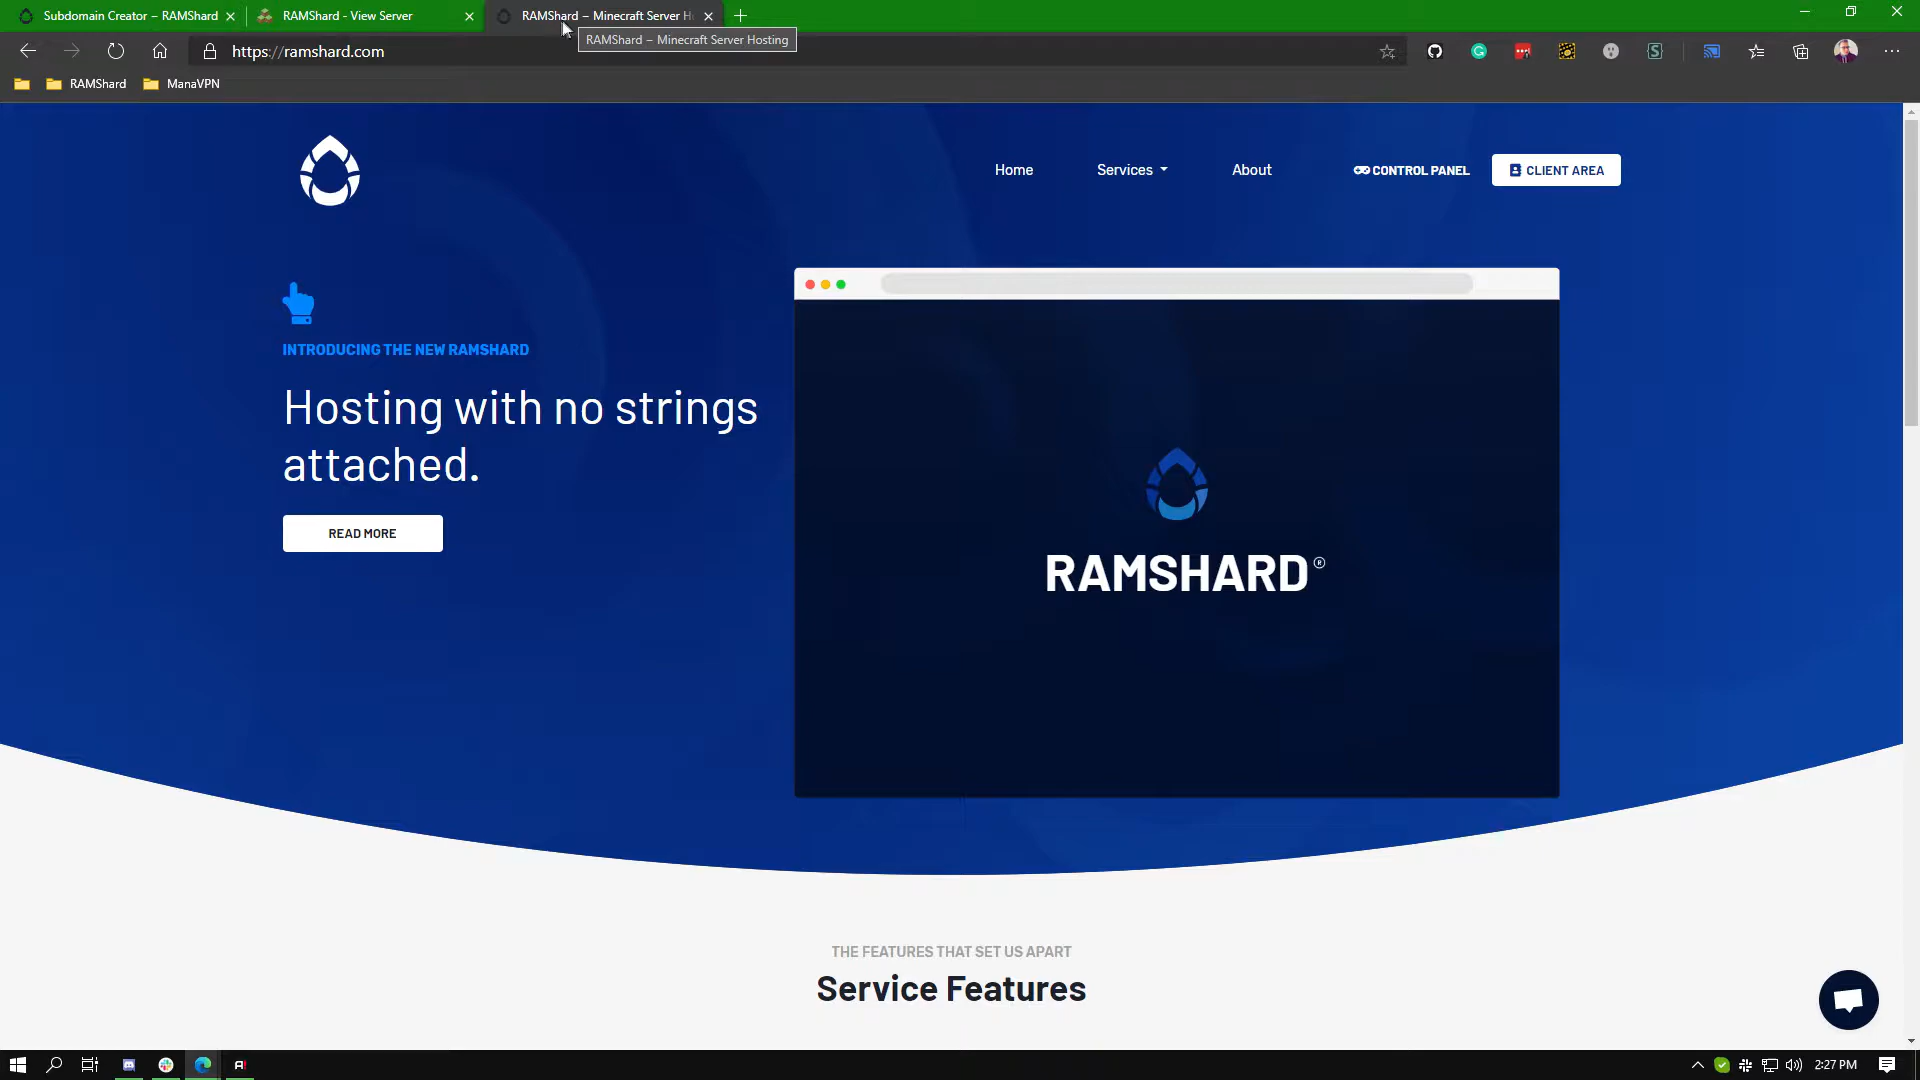 Subdomain Creator – RAMShard
RAMShard - View Server
RAMShard – Minecraft Server H
RAMShard – Minecraft Server Hosting
https://ramshard.com
RAMShard
ManaVPN
Home
Services
About
CONTROL PANEL
CLIENT AREA
INTRODUCING THE NEW RAMSHARD
Hosting with no strings
attached.
READ MORE
RAMSHARD®
THE FEATURES THAT SET US APART
Service Features
2:27 PM